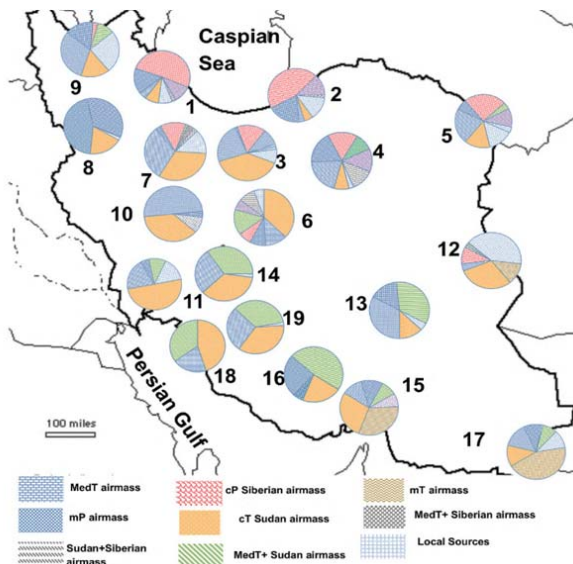 Caspian
Sea
9
1
2
5
8
7
3
4
10
6
12
11
14
13
19
18
16
15
17
Persian Gulf
100 miles
MedT airmass
cP Siberian airmass
mT airmass
mP airmass
cT Sudan airmass
MedT+ Siberian airmass
Sudan+Siberian
airmass
MedT+ Sudan airmass
Local Sources